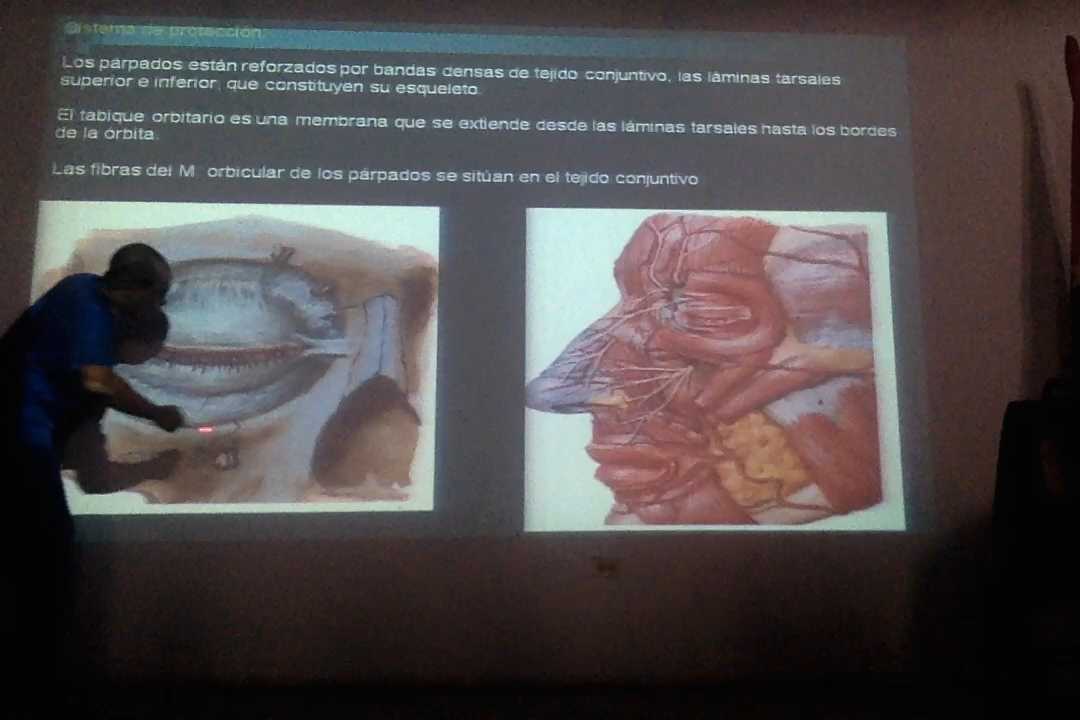 Sistema de protección.
Los párpados están reforzados por bandas densas de tejido conjuntivo, las láminas tarsales
superior e inferior, que constituyen su esqueleto.
El tabique orbitario es una membrana que se extiende desde las láminas tarsales hasta los bordes
de la órbita.
Las fibras del M. orbicular de los párpados se sitúan en el tejido conjuntivo